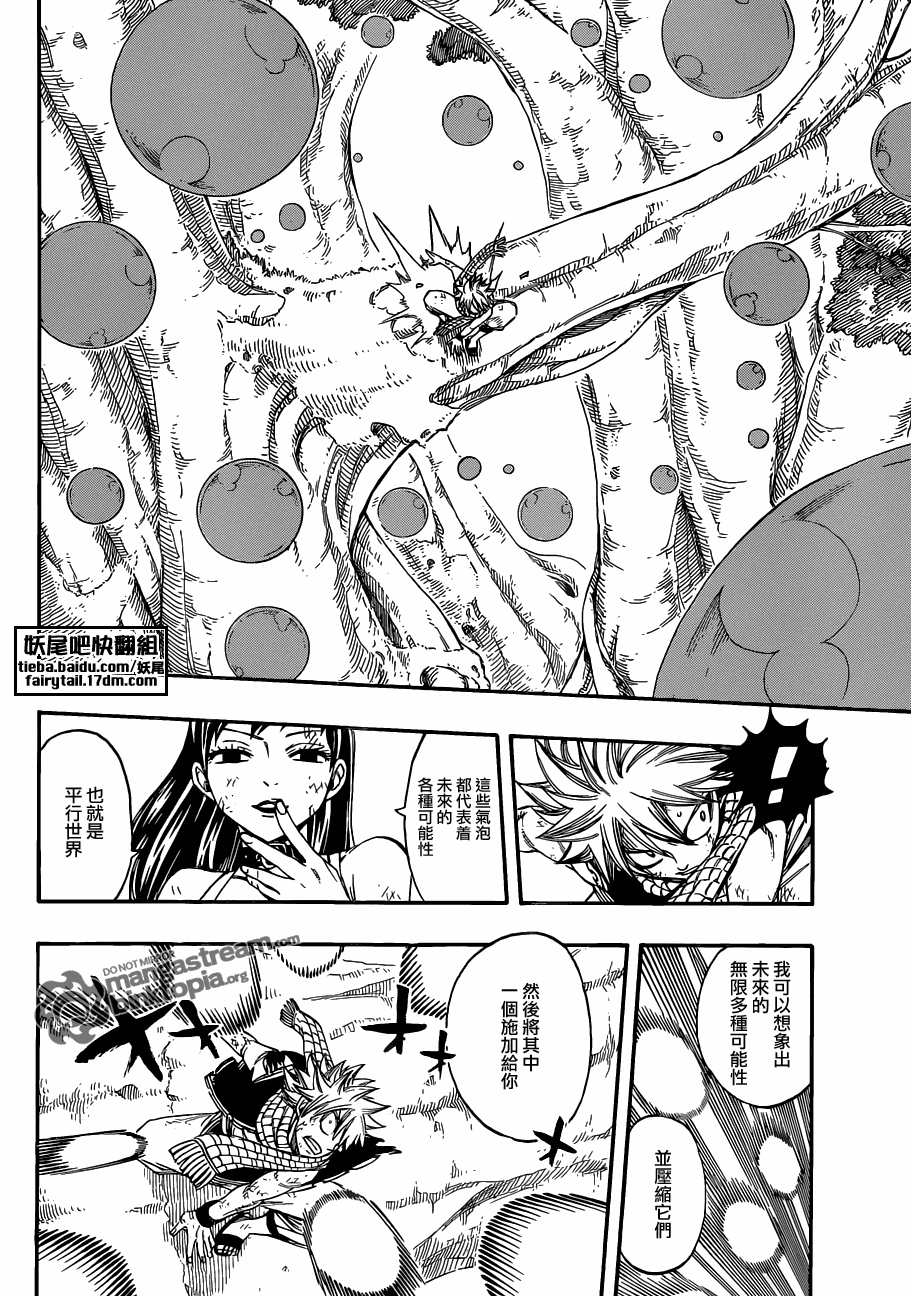 妖尾吧快翻組
tieba.baidu.com/妖尾
fairytail.17dm.com
!
這些氣泡
都代表着
未來的
各種可能性
也就是
平行世界
我可以想象出
未來的
無限多種可能性
並壓縮它們
然後將其中
一個施加給你
DO NOT MIRROR
mangastream.com